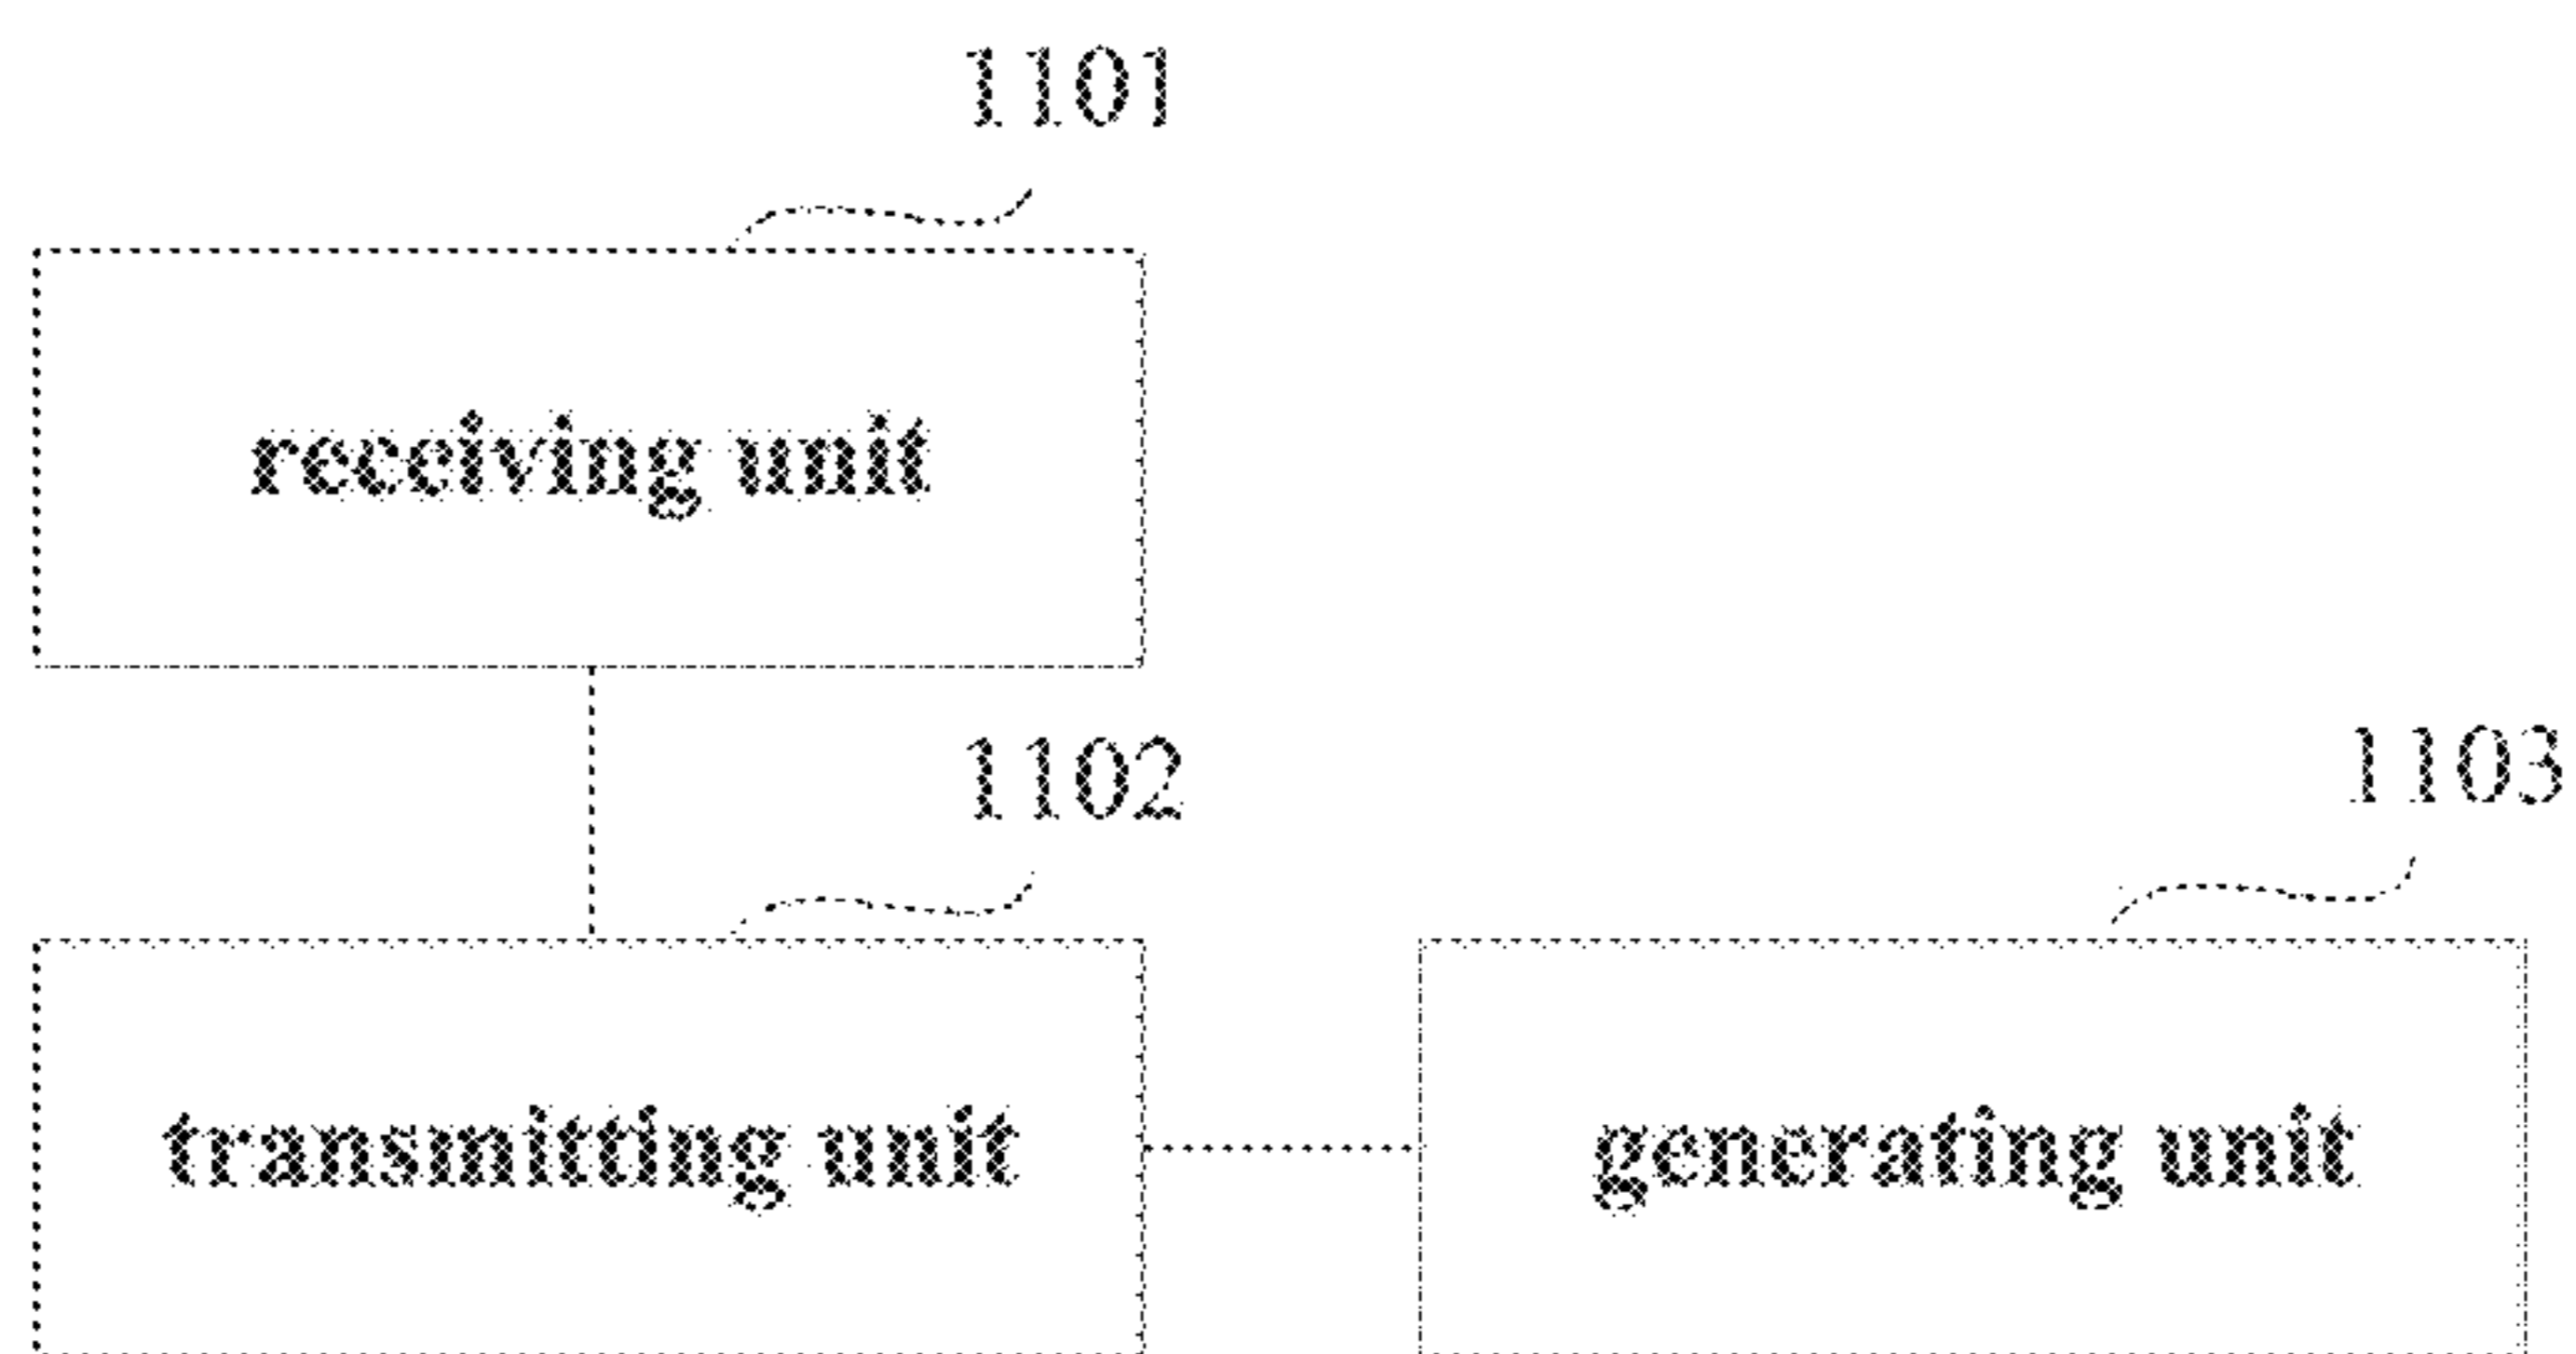 1101
receiving unit
1102
1103
transmitting unit
generating unit